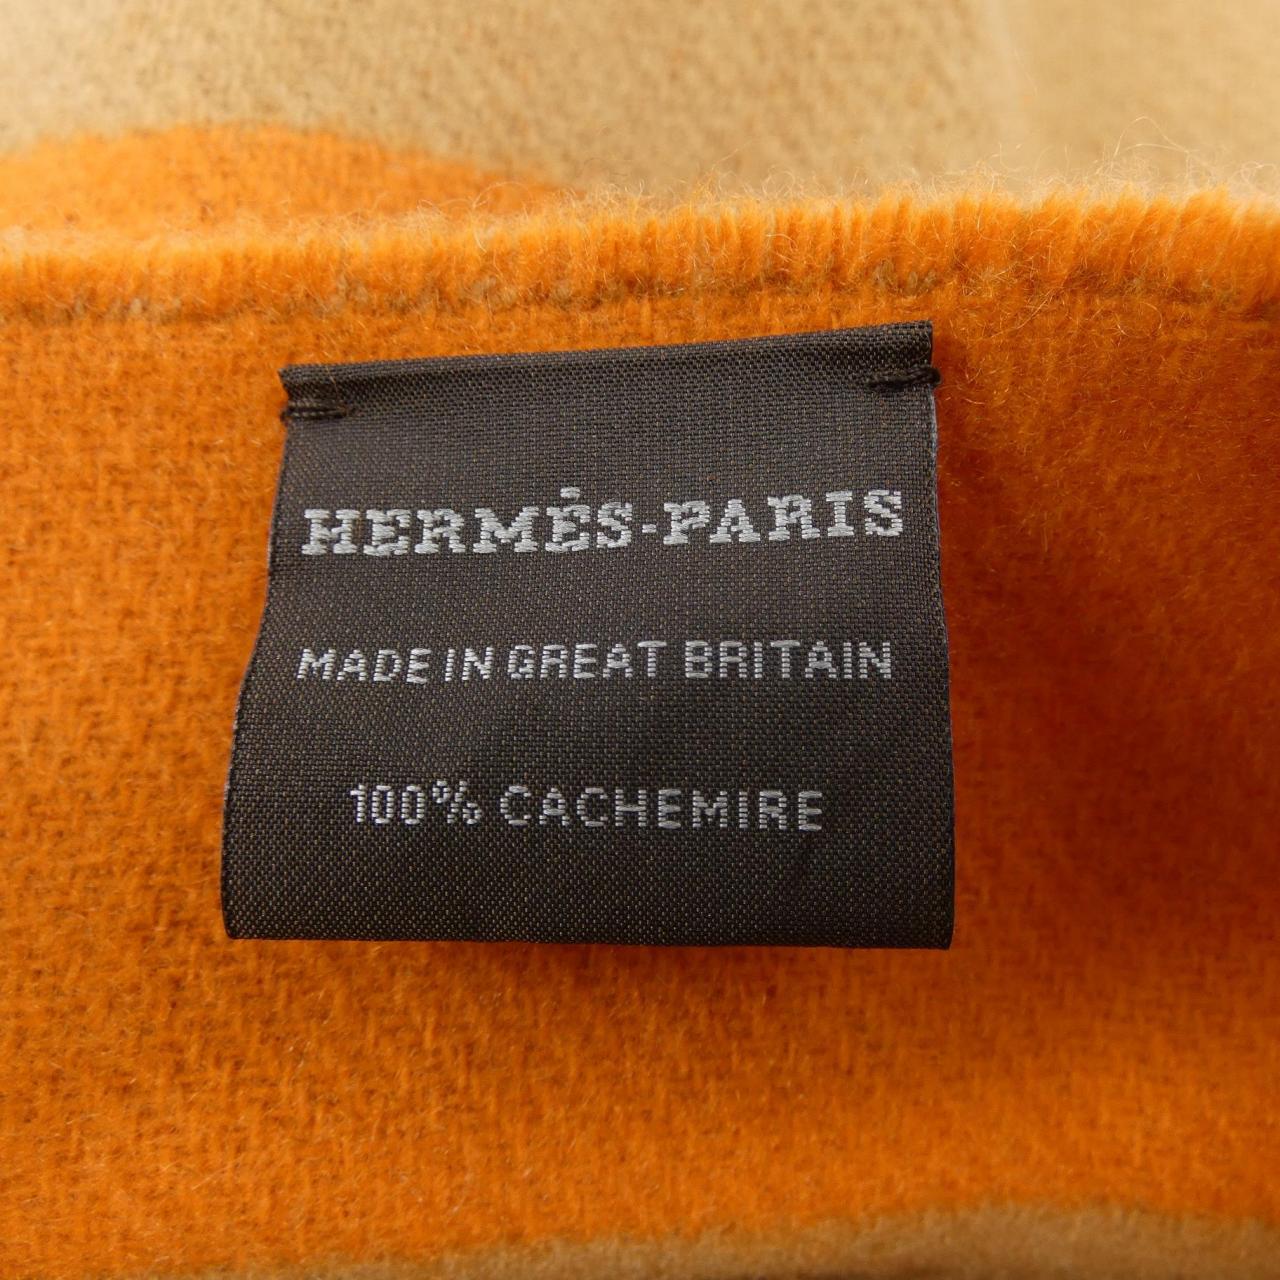 HERMÈS-PARIS
MADE IN GREAT BRITAIN
100% CACHEMIRE